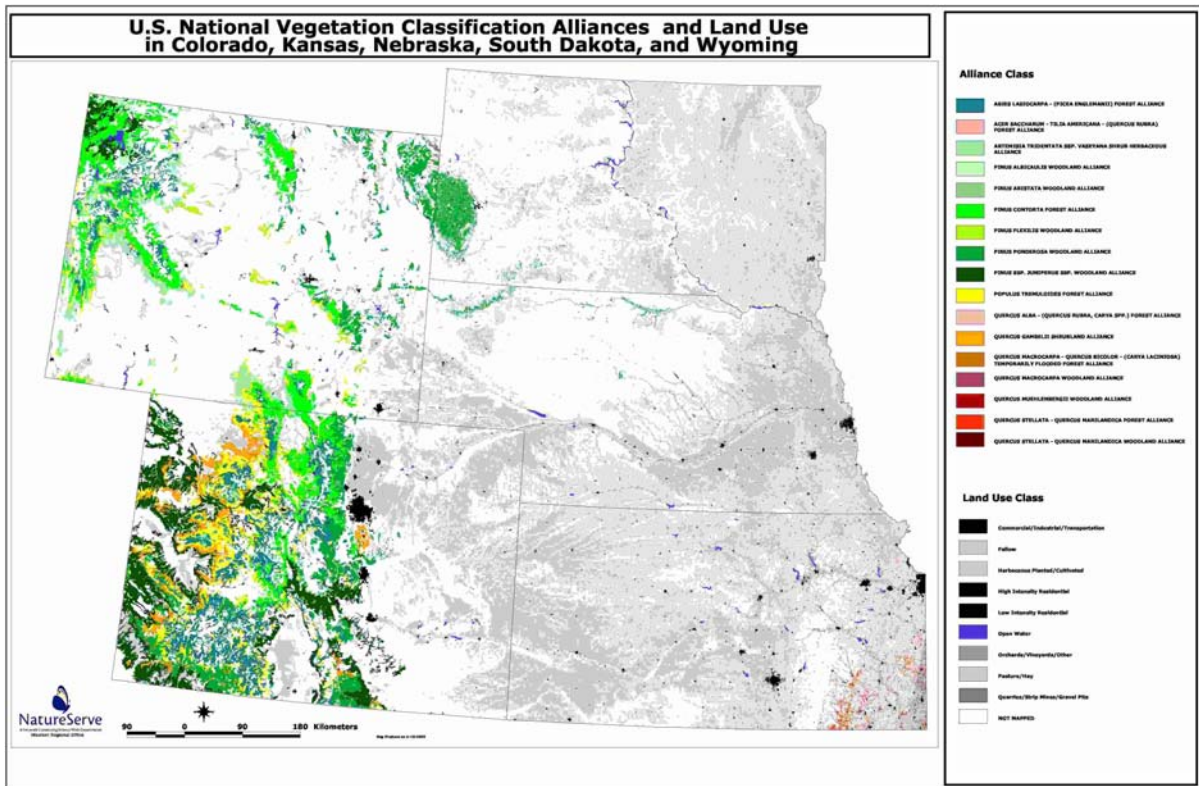 U.S. National Vegetation Classification Alliances and Land Use
in Colorado, Kansas, Nebraska, South Dakota, and Wyoming
Alliance Class
ABIES LASIOCARPA - (PICEA ENGLEMANII) FOREST ALLIANCE
ACER SACCHARUM - TILIA AMERICANA - (QUERCUS RUBRA)
FOREST ALLIANCE
ARTEMISIA TRIDENTATA SSP. VASEYANA SHRUB HERBACEOUS
ALLIANCE
PINUS ALBICAULIS WOODLAND ALLIANCE
PINUS ARISTATA WOODLAND ALLIANCE
PINUS CONTORTA FOREST ALLIANCE
PINUS FLEXILIS WOODLAND ALLIANCE
PINUS PONDEROSA WOODLAND ALLIANCE
PINUS SSP. JUNIPERUS SSP. WOODLAND ALLIANCE
POPULUS TREMULOIDES FOREST ALLIANCE
QUERCUS ALBA - (QUERCUS RUBRA, CARYA SPP.) FOREST ALLIANCE
QUERCUS GAMBELII SHRUBLAND ALLIANCE
QUERCUS MACROCARPA - QUERCUS BICOLOR - (CARYA LACINIOSA)
TEMPORARILY FLOODED FOREST ALLIANCE
QUERCUS MACROCARPA WOODLAND ALLIANCE
QUERCUS MUEHLENBERGII WOODLAND ALLIANCE
QUERCUS STELLATA - QUERCUS MARILANDICA FOREST ALLIANCE
QUERCUS STELLATA - QUERCUS MARILANDICA WOODLAND ALLIANCE
Land Use Class
Commercial/Industrial/Transportation
Fallow
Herbaceous Planted/Cultivated
High Intensity Residential
Low Intensity Residential
Open Water
Orchards/Vineyards/Other
Pasture/Hay
Quarries/Strip Mines/Gravel Pits
NOT MAPPED
NatureServe
90 0 90 180 Kilometers